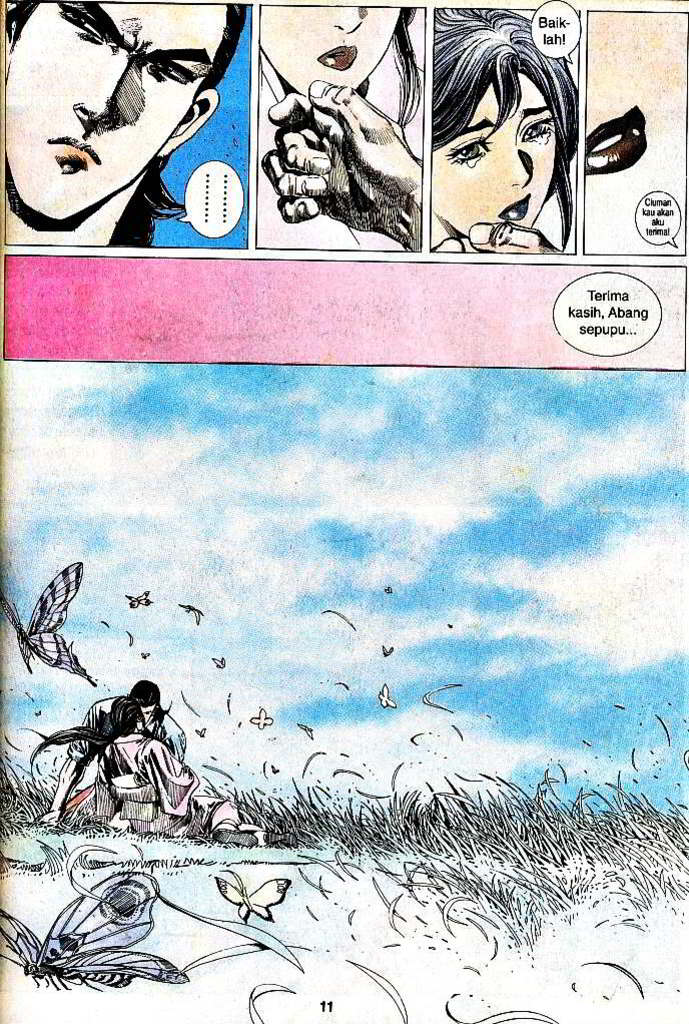 ..........
Baik-
lah!
Ciuman
kau akan
aku
terima!
Terima
kasih, Abang
sepupu...
11